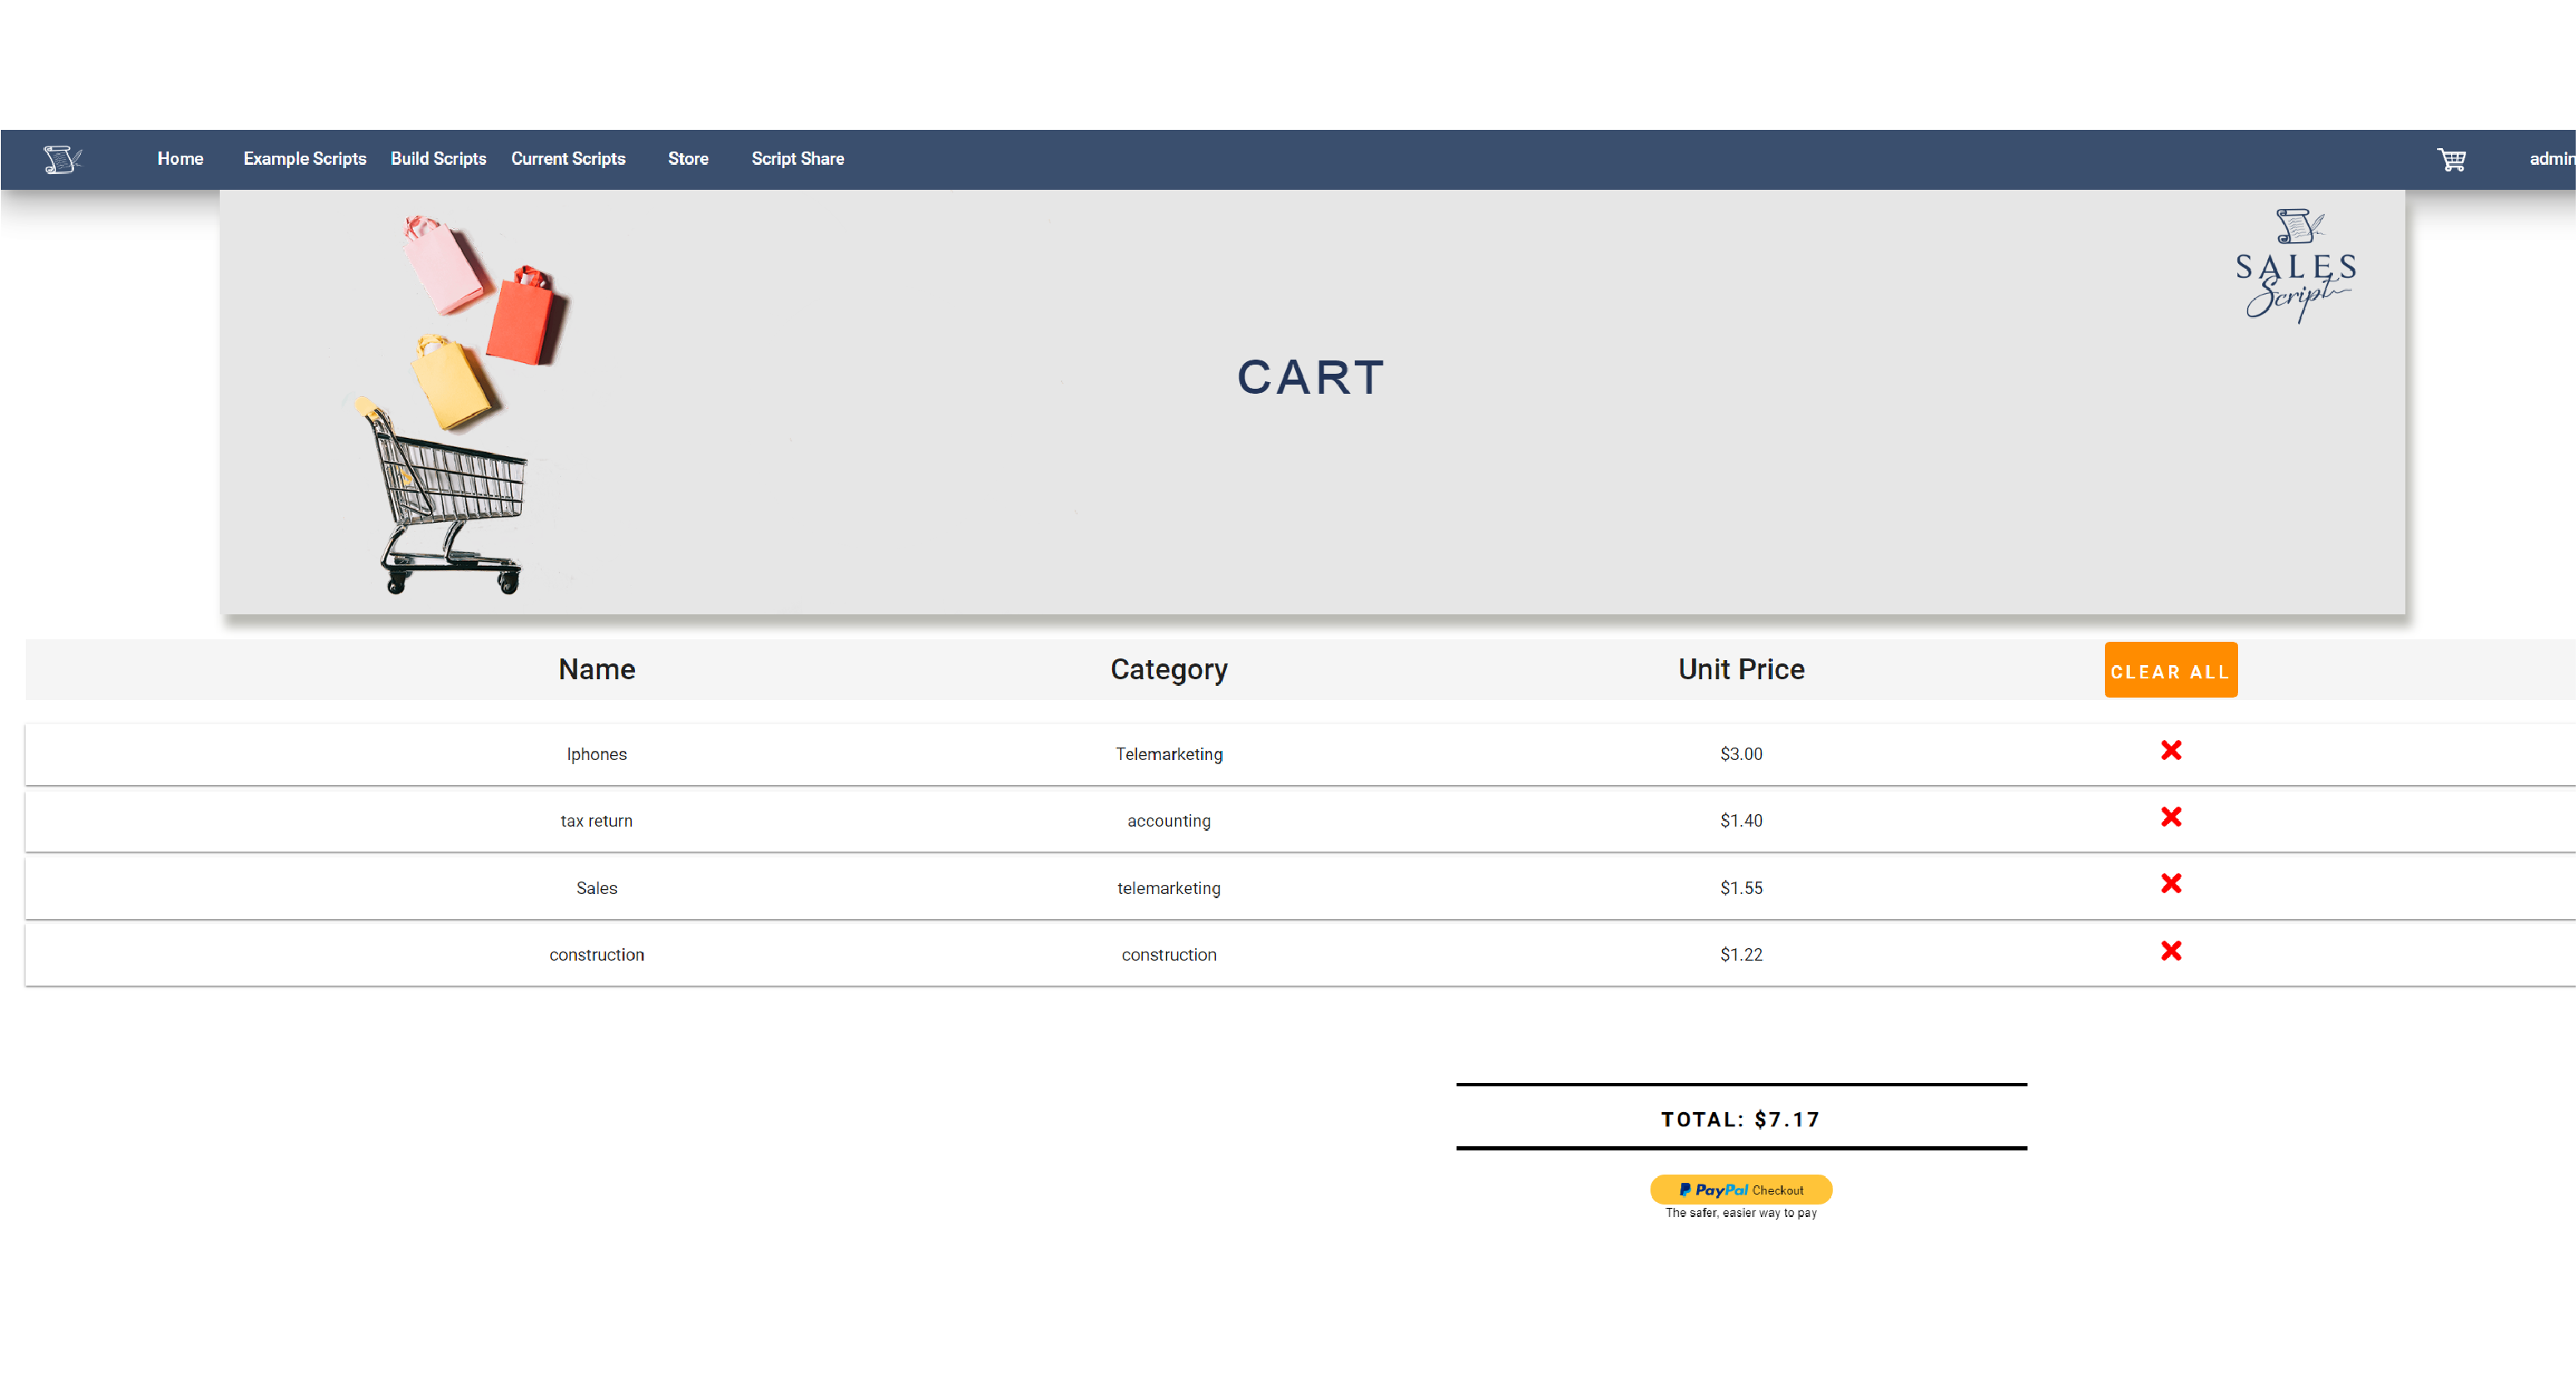 Home Example Scripts Build Scripts Current Scripts Store Script Share admin
SALES
Script
CART
Name Category Unit Price CLEAR ALL
Iphones Telemarketing $3.00
tax return accounting $1.40
Sales telemarketing $1.55
construction construction $1.22
TOTAL: $7.17
PayPal Checkout
The safer, easier way to pay